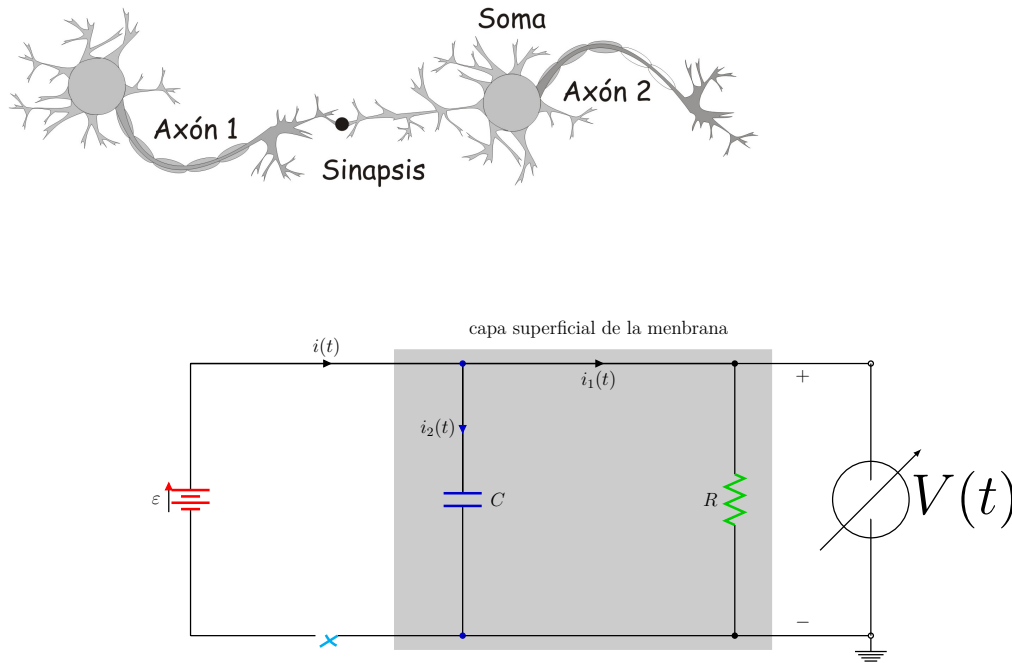 Soma
Axón 1
Axón 2
Sinapsis
capa superficial de la menbrana
i(t)
i₁(t)
+
i₂(t)
ε
C
R
V(t)
−